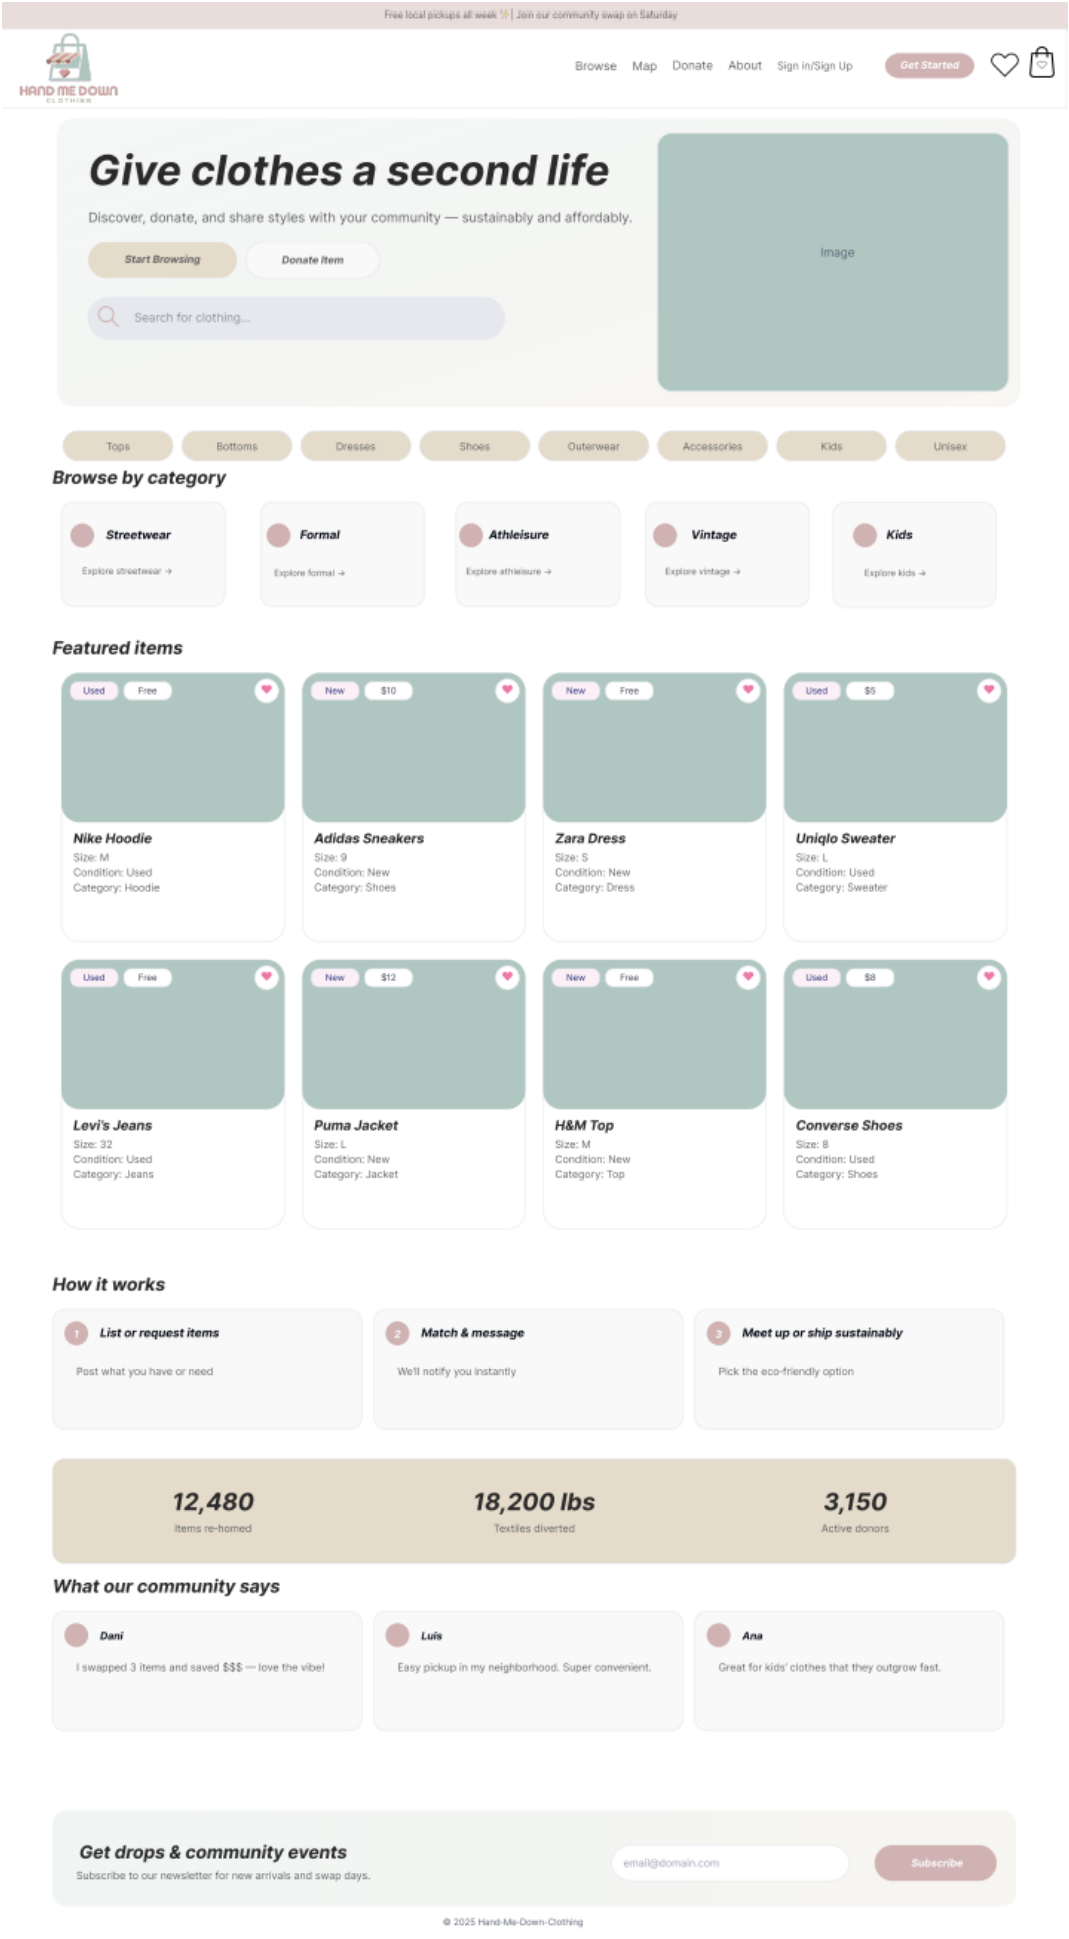 Free local pickups all week ✨| Join our community swap on Saturday
HAND ME DOWN
CLOTHING
Browse Map Donate About Sign in/Sign Up Get Started
Give clothes a second life
Discover, donate, and share styles with your community — sustainably and affordably.
Start Browsing Donate Item
Search for clothing...
Image
Tops Bottoms Dresses Shoes Outerwear Accessories Kids Unisex
Browse by category
Streetwear Formal Athleisure Vintage Kids
Explore streetwear → Explore formal → Explore athleisure → Explore vintage → Explore kids →
Featured items
Used Free New $10 New Free Used $5
Nike Hoodie Adidas Sneakers Zara Dress Uniqlo Sweater
Size: M Size: 9 Size: S Size: L
Condition: Used Condition: New Condition: New Condition: Used
Category: Hoodie Category: Shoes Category: Dress Category: Sweater
Used Free New $12 New Free Used $8
Levi's Jeans Puma Jacket H&M Top Converse Shoes
Size: 32 Size: L Size: M Size: 8
Condition: Used Condition: New Condition: New Condition: Used
Category: Jeans Category: Jacket Category: Top Category: Shoes
How it works
1 List or request items 2 Match & message 3 Meet up or ship sustainably
Post what you have or need We'll notify you instantly Pick the eco-friendly option
12,480 18,200 lbs 3,150
Items re-homed Textiles diverted Active donors
What our community says
Dani Luis Ana
I swapped 3 items and saved $$$ — love the vibe! Easy pickup in my neighborhood. Super convenient. Great for kids' clothes that they outgrow fast.
Get drops & community events
Subscribe to our newsletter for new arrivals and swap days.
email@domain.com Subscribe
© 2025 Hand-Me-Down-Clothing